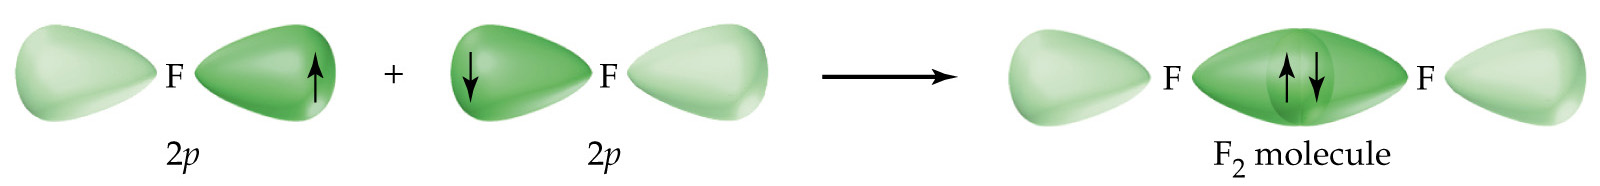 F + F F F
2p 2p F₂ molecule